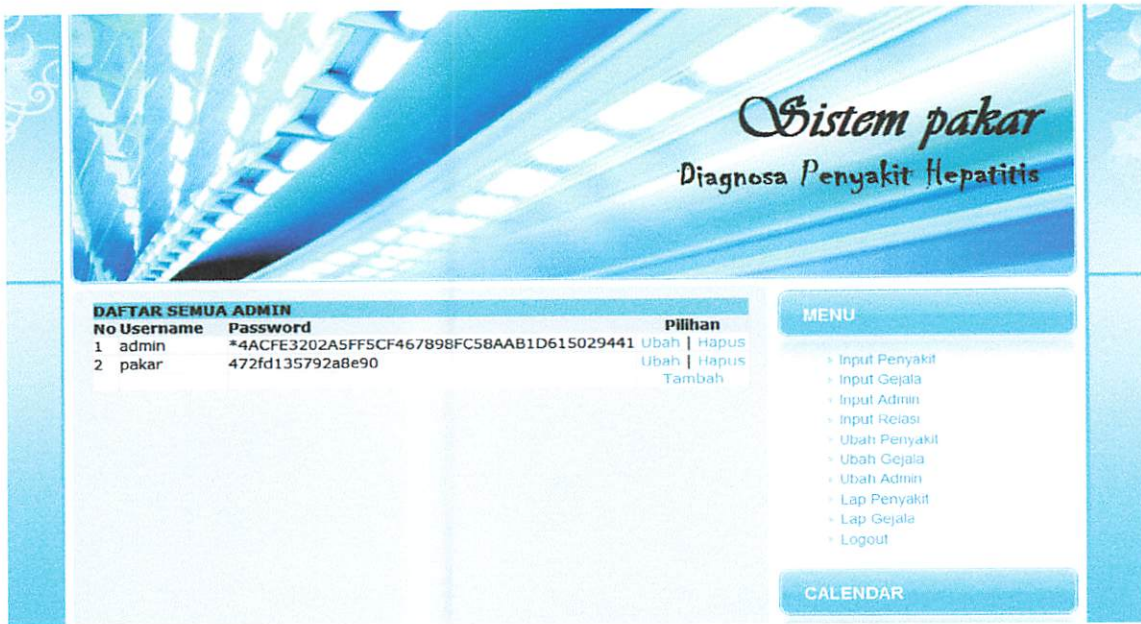 Sistem pakar
Diagnosa Penyakit Hepatitis
DAFTAR SEMUA ADMIN
No Username Password Pilihan
1 admin *4ACFE3202A5FF5CF467898FC58AAB1D615029441 Ubah | Hapus
2 pakar 472fd135792a8e90 Ubah | Hapus
Tambah
MENU
Input Penyakit
Input Gejala
Input Admin
Input Relasi
Ubah Penyakit
Ubah Gejala
Ubah Admin
Lap Penyakit
Lap Gejala
Logout
CALENDAR